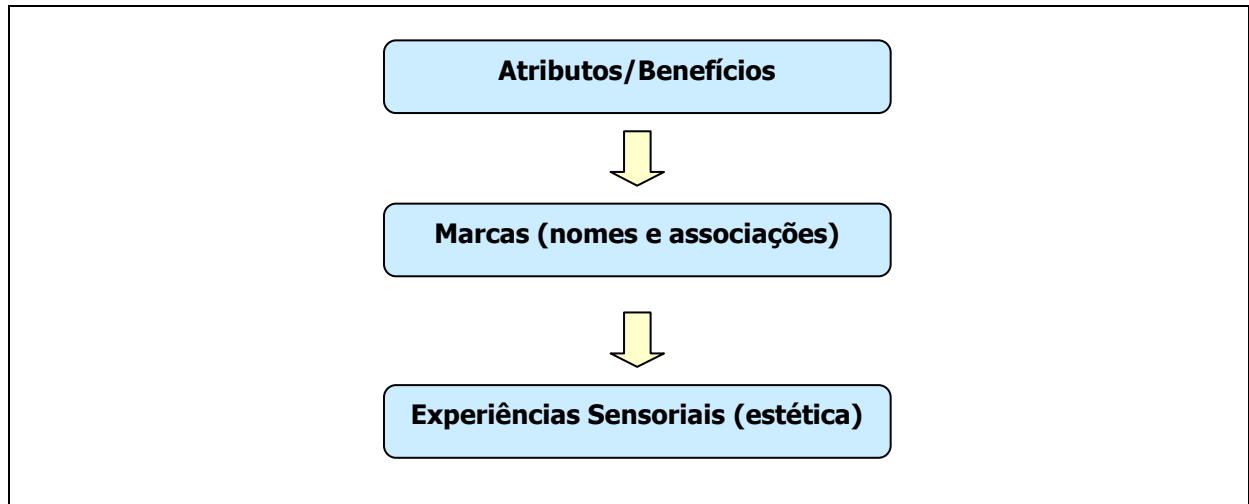 Atributos/Benefícios
Marcas (nomes e associações)
Experiências Sensoriais (estética)